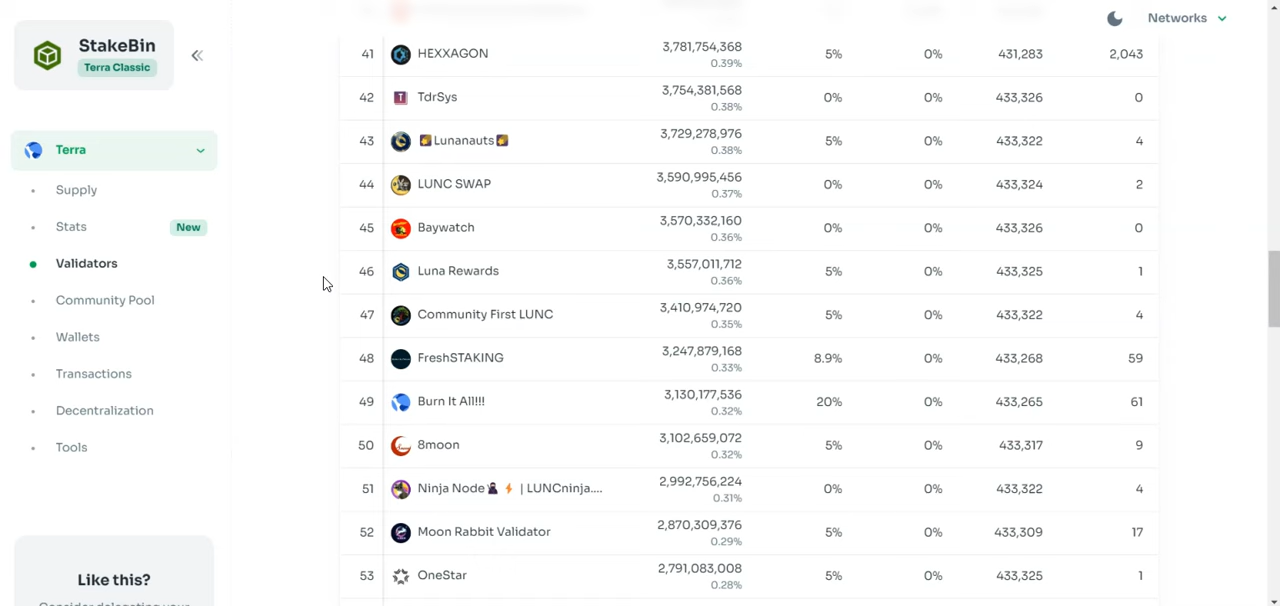 StakeBin
Terra Classic
Networks
Terra
Supply
Stats New
Validators
Community Pool
Wallets
Transactions
Decentralization
Tools
Like this?
41 HEXXAGON 3,781,754,368 5% 0% 431,283 2,043
0.39%
42 TdrSys 3,754,381,568 0% 0% 433,326 0
0.38%
43 Lunanauts 3,729,278,976 5% 0% 433,322 4
0.38%
44 LUNC SWAP 3,590,995,456 0% 0% 433,324 2
0.37%
45 Baywatch 3,570,332,160 0% 0% 433,326 0
0.36%
46 Luna Rewards 3,557,011,712 5% 0% 433,325 1
0.36%
47 Community First LUNC 3,410,974,720 5% 0% 433,322 4
0.35%
48 FreshSTAKING 3,247,879,168 8.9% 0% 433,268 59
0.33%
49 Burn It All!!! 3,130,177,536 20% 0% 433,265 61
0.32%
50 8moon 3,102,659,072 5% 0% 433,317 9
0.32%
51 Ninja Node🥷⚡ | LUNCninja.... 2,992,756,224 0% 0% 433,322 4
0.31%
52 Moon Rabbit Validator 2,870,309,376 5% 0% 433,309 17
0.29%
53 OneStar 2,791,083,008 5% 0% 433,325 1
0.28%